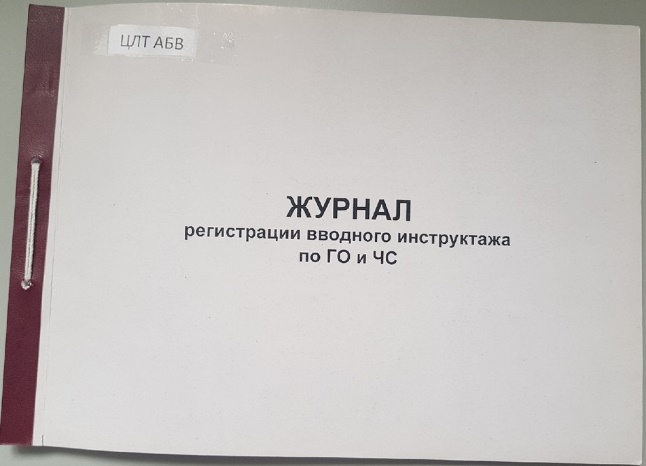 ЦЛТ АБВ
ЖУРНАЛ
регистрации вводного инструктажа
по ГО и ЧС